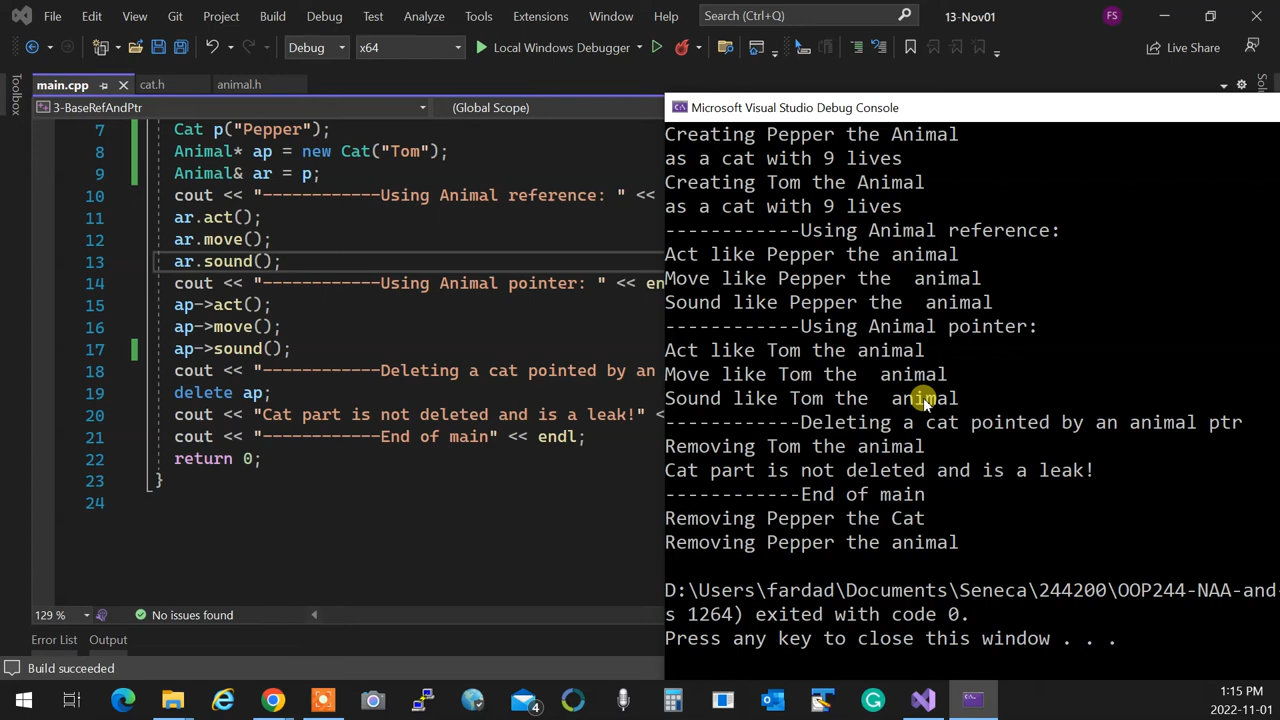 File Edit View Git Project Build Debug Test Analyze Tools Extensions Window Help Search (Ctrl+Q) 13-Nov01 FS
Debug x64 Local Windows Debugger Live Share
main.cpp cat.h animal.h
3-BaseRefAndPtr (Global Scope)
Toolbox
7 Cat p("Pepper");
8 Animal* ap = new Cat("Tom");
9 Animal& ar = p;
10 cout << "------------Using Animal reference: " <<
11 ar.act();
12 ar.move();
13 ar.sound();
14 cout << "------------Using Animal pointer: " << en
15 ap->act();
16 ap->move();
17 ap->sound();
18 cout << "------------Deleting a cat pointed by an
19 delete ap;
20 cout << "Cat part is not deleted and is a leak!" <
21 cout << "------------End of main" << endl;
22 return 0;
23 }
24
129 % No issues found
Error List Output
Build succeeded
Microsoft Visual Studio Debug Console
Creating Pepper the Animal
as a cat with 9 lives
Creating Tom the Animal
as a cat with 9 lives
------------Using Animal reference:
Act like Pepper the animal
Move like Pepper the  animal
Sound like Pepper the  animal
------------Using Animal pointer:
Act like Tom the animal
Move like Tom the  animal
Sound like Tom the  animal
------------Deleting a cat pointed by an animal ptr
Removing Tom the animal
Cat part is not deleted and is a leak!
------------End of main
Removing Pepper the Cat
Removing Pepper the animal
D:\Users\fardad\Documents\Seneca\244200\OOP244-NAA-and-
s 1264) exited with code 0.
Press any key to close this window . . .
4
1:15 PM
2022-11-01